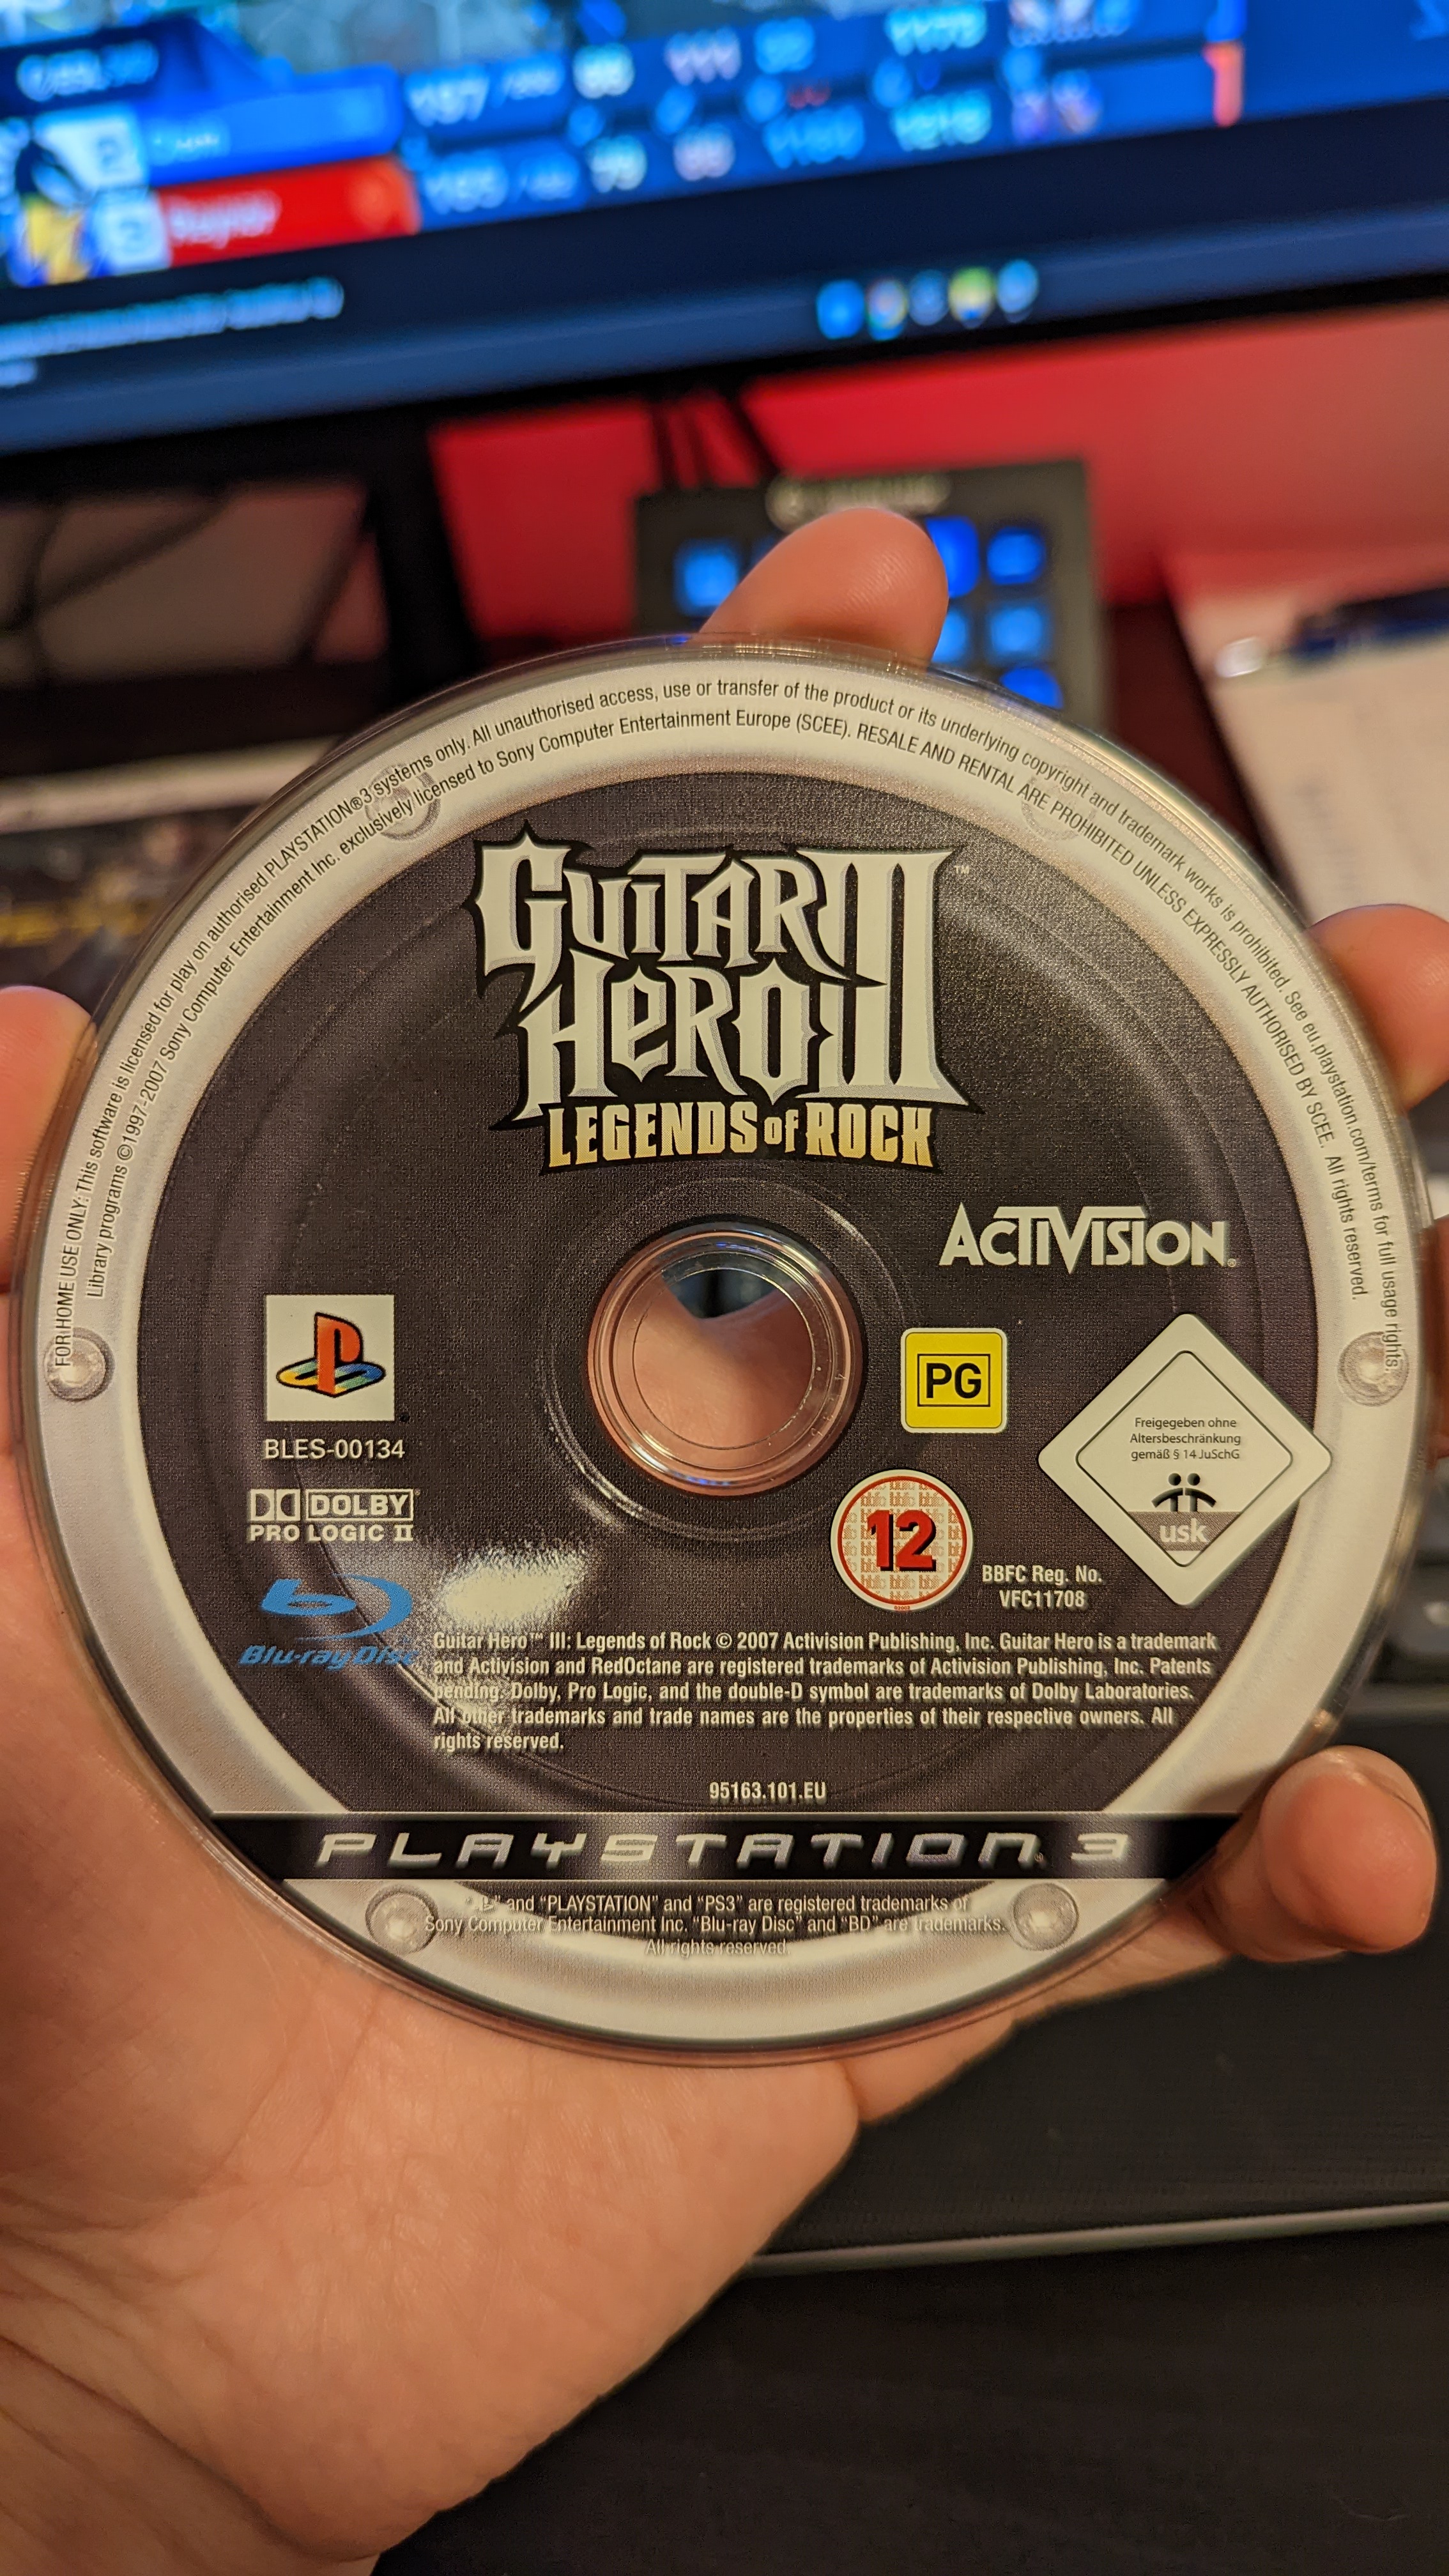 FOR HOME USE ONLY: This software is licensed for play on authorised PLAYSTATION®3 systems only. All unauthorised access, use or transfer of the product or its underlying copyright and trademark works is prohibited. See eu.playstation.com/terms for full usage rights.
Library programs ©1997-2007 Sony Computer Entertainment Inc. exclusively licensed to Sony Computer Entertainment Europe (SCEE). RESALE AND RENTAL ARE PROHIBITED UNLESS EXPRESSLY AUTHORISED BY SCEE. All rights reserved.
GUITAR
HERO III™
LEGENDS of ROCK
ACTIVISION®
PG
Freigegeben ohne
Altersbeschränkung
gemäß § 14 JuSchG
usk
BLES-00134
DOLBY
PRO LOGIC II
12
BBFC Reg. No.
VFC11708
Blu-ray Disc
Guitar Hero™ III: Legends of Rock © 2007 Activision Publishing, Inc. Guitar Hero is a trademark
and Activision and RedOctane are registered trademarks of Activision Publishing, Inc. Patents
pending. Dolby, Pro Logic, and the double-D symbol are trademarks of Dolby Laboratories.
All other trademarks and trade names are the properties of their respective owners. All
rights reserved.
95163.101.EU
PLAYSTATION® 3
" " and "PLAYSTATION" and "PS3" are registered trademarks of
Sony Computer Entertainment Inc. "Blu-ray Disc" and "BD" are trademarks.
All rights reserved.